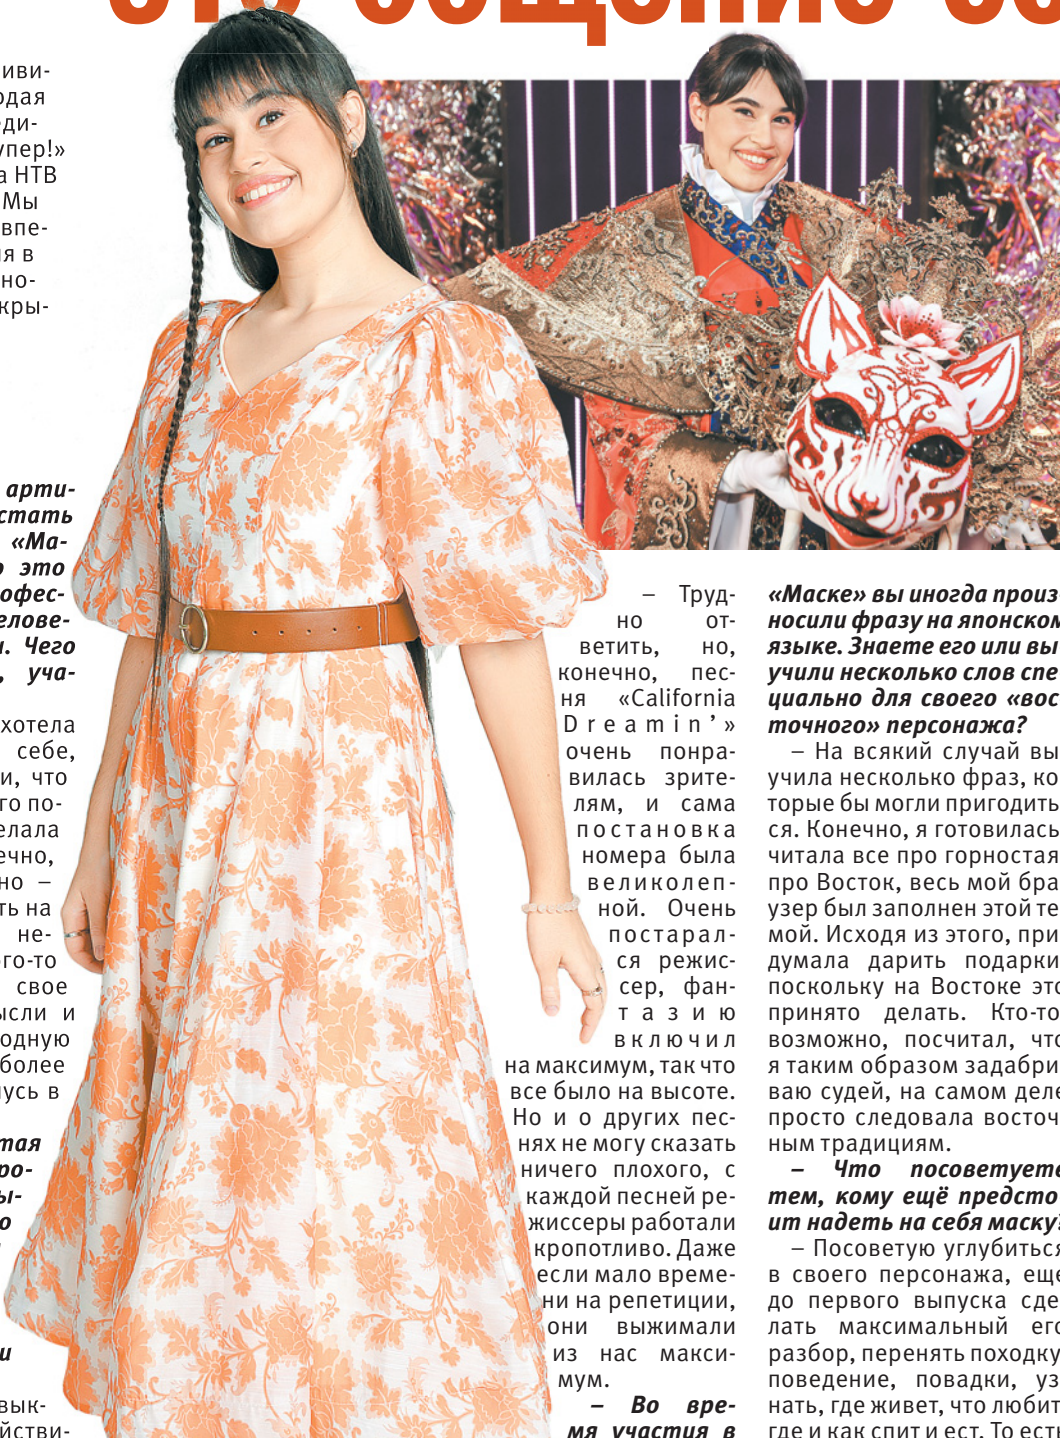 это общение со
иви-
одая
еди-
упер!»
а НТВ
Мы
впе-
ия в
но-
кры-
арти-
стать
«Ма-
о это
офес-
елове-
и. Чего
, уча-
хотела
себе,
и, что
го по-
елала
ечно,
но –
ть на
не-
ого-то
свое
ысли и
одную
более
нусь в
тая
ро-
ы-
о
и
вык-
йстви-
– Труд-
но от-
ветить, но,
конечно, пес-
ня «California
Dreamin’»
очень понра-
вилась зрите-
лям, и сама
постановка
номера была
великолеп-
ной. Очень
постарал-
ся режис-
сер, фан-
тазию
включил
на максимум, так что
все было на высоте.
Но и о других пес-
нях не могу сказать
ничего плохого, с
каждой песней ре-
жиссеры работали
кропотливо. Даже
если мало време-
ни на репетиции,
они выжимали
из нас макси-
мум.
– Во вре-
мя участия в
«Маске» вы иногда произ-
носили фразу на японском
языке. Знаете его или вы-
учили несколько слов спе-
циально для своего «вос-
точного» персонажа?
– На всякий случай вы-
учила несколько фраз, ко-
торые бы могли пригодить-
ся. Конечно, я готовилась,
читала все про горностая,
про Восток, весь мой брау-
узер был заполнен этой те-
мой. Исходя из этого, при-
думала дарить подарки,
поскольку на Востоке это
принято делать. Кто-то,
возможно, посчитал, что
я таким образом задабри-
ваю судей, на самом деле
просто следовала восточ-
ным традициям.
– Что посоветуете
тем, кому ещё предсто-
ит надеть на себя маску?
– Посоветую углубиться
в своего персонажа, еще
до первого выпуска сде-
лать максимальный его
разбор, перенять походку,
поведение, повадки, уз-
нать, где живет, что любит,
где и как спит и ест. То есть